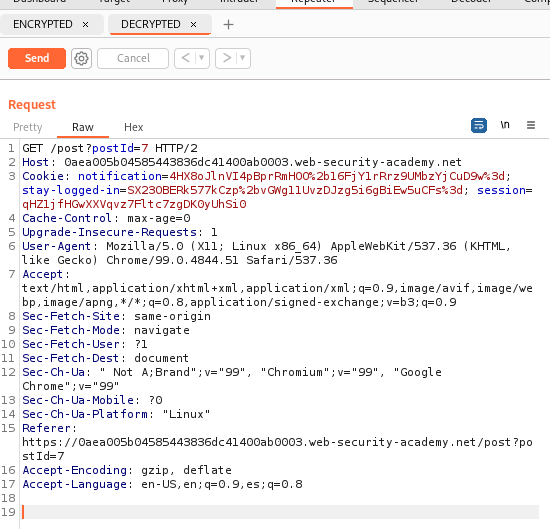 Dashboard Target Proxy Intruder Repeater Sequencer Decoder
ENCRYPTED × DECRYPTED × +
Send Cancel < >
Request
Pretty Raw Hex \n
1 GET /post?postId=7 HTTP/2
2 Host: 0aea005b04585443836dc41400ab0003.web-security-academy.net
3 Cookie: notification=4HX8oJlnVI4pBprRmHOO%2b16FjY1rRrz9UMbzYjCuD9w%3d;
stay-logged-in=SX230BERk577kCzp%2bvGWg11UvzDJzg5i6gBiEw5uCFs%3d; session=
qHZ1jfHGwXXVqvz7Fltc7zgDK0yUhSi0
4 Cache-Control: max-age=0
5 Upgrade-Insecure-Requests: 1
6 User-Agent: Mozilla/5.0 (X11; Linux x86_64) AppleWebKit/537.36 (KHTML,
like Gecko) Chrome/99.0.4844.51 Safari/537.36
7 Accept:
text/html,application/xhtml+xml,application/xml;q=0.9,image/avif,image/we
bp,image/apng,*/*;q=0.8,application/signed-exchange;v=b3;q=0.9
8 Sec-Fetch-Site: same-origin
9 Sec-Fetch-Mode: navigate
10 Sec-Fetch-User: ?1
11 Sec-Fetch-Dest: document
12 Sec-Ch-Ua: " Not A;Brand";v="99", "Chromium";v="99", "Google
Chrome";v="99"
13 Sec-Ch-Ua-Mobile: ?0
14 Sec-Ch-Ua-Platform: "Linux"
15 Referer:
https://0aea005b04585443836dc41400ab0003.web-security-academy.net/post?po
stId=7
16 Accept-Encoding: gzip, deflate
17 Accept-Language: en-US,en;q=0.9,es;q=0.8
18
19